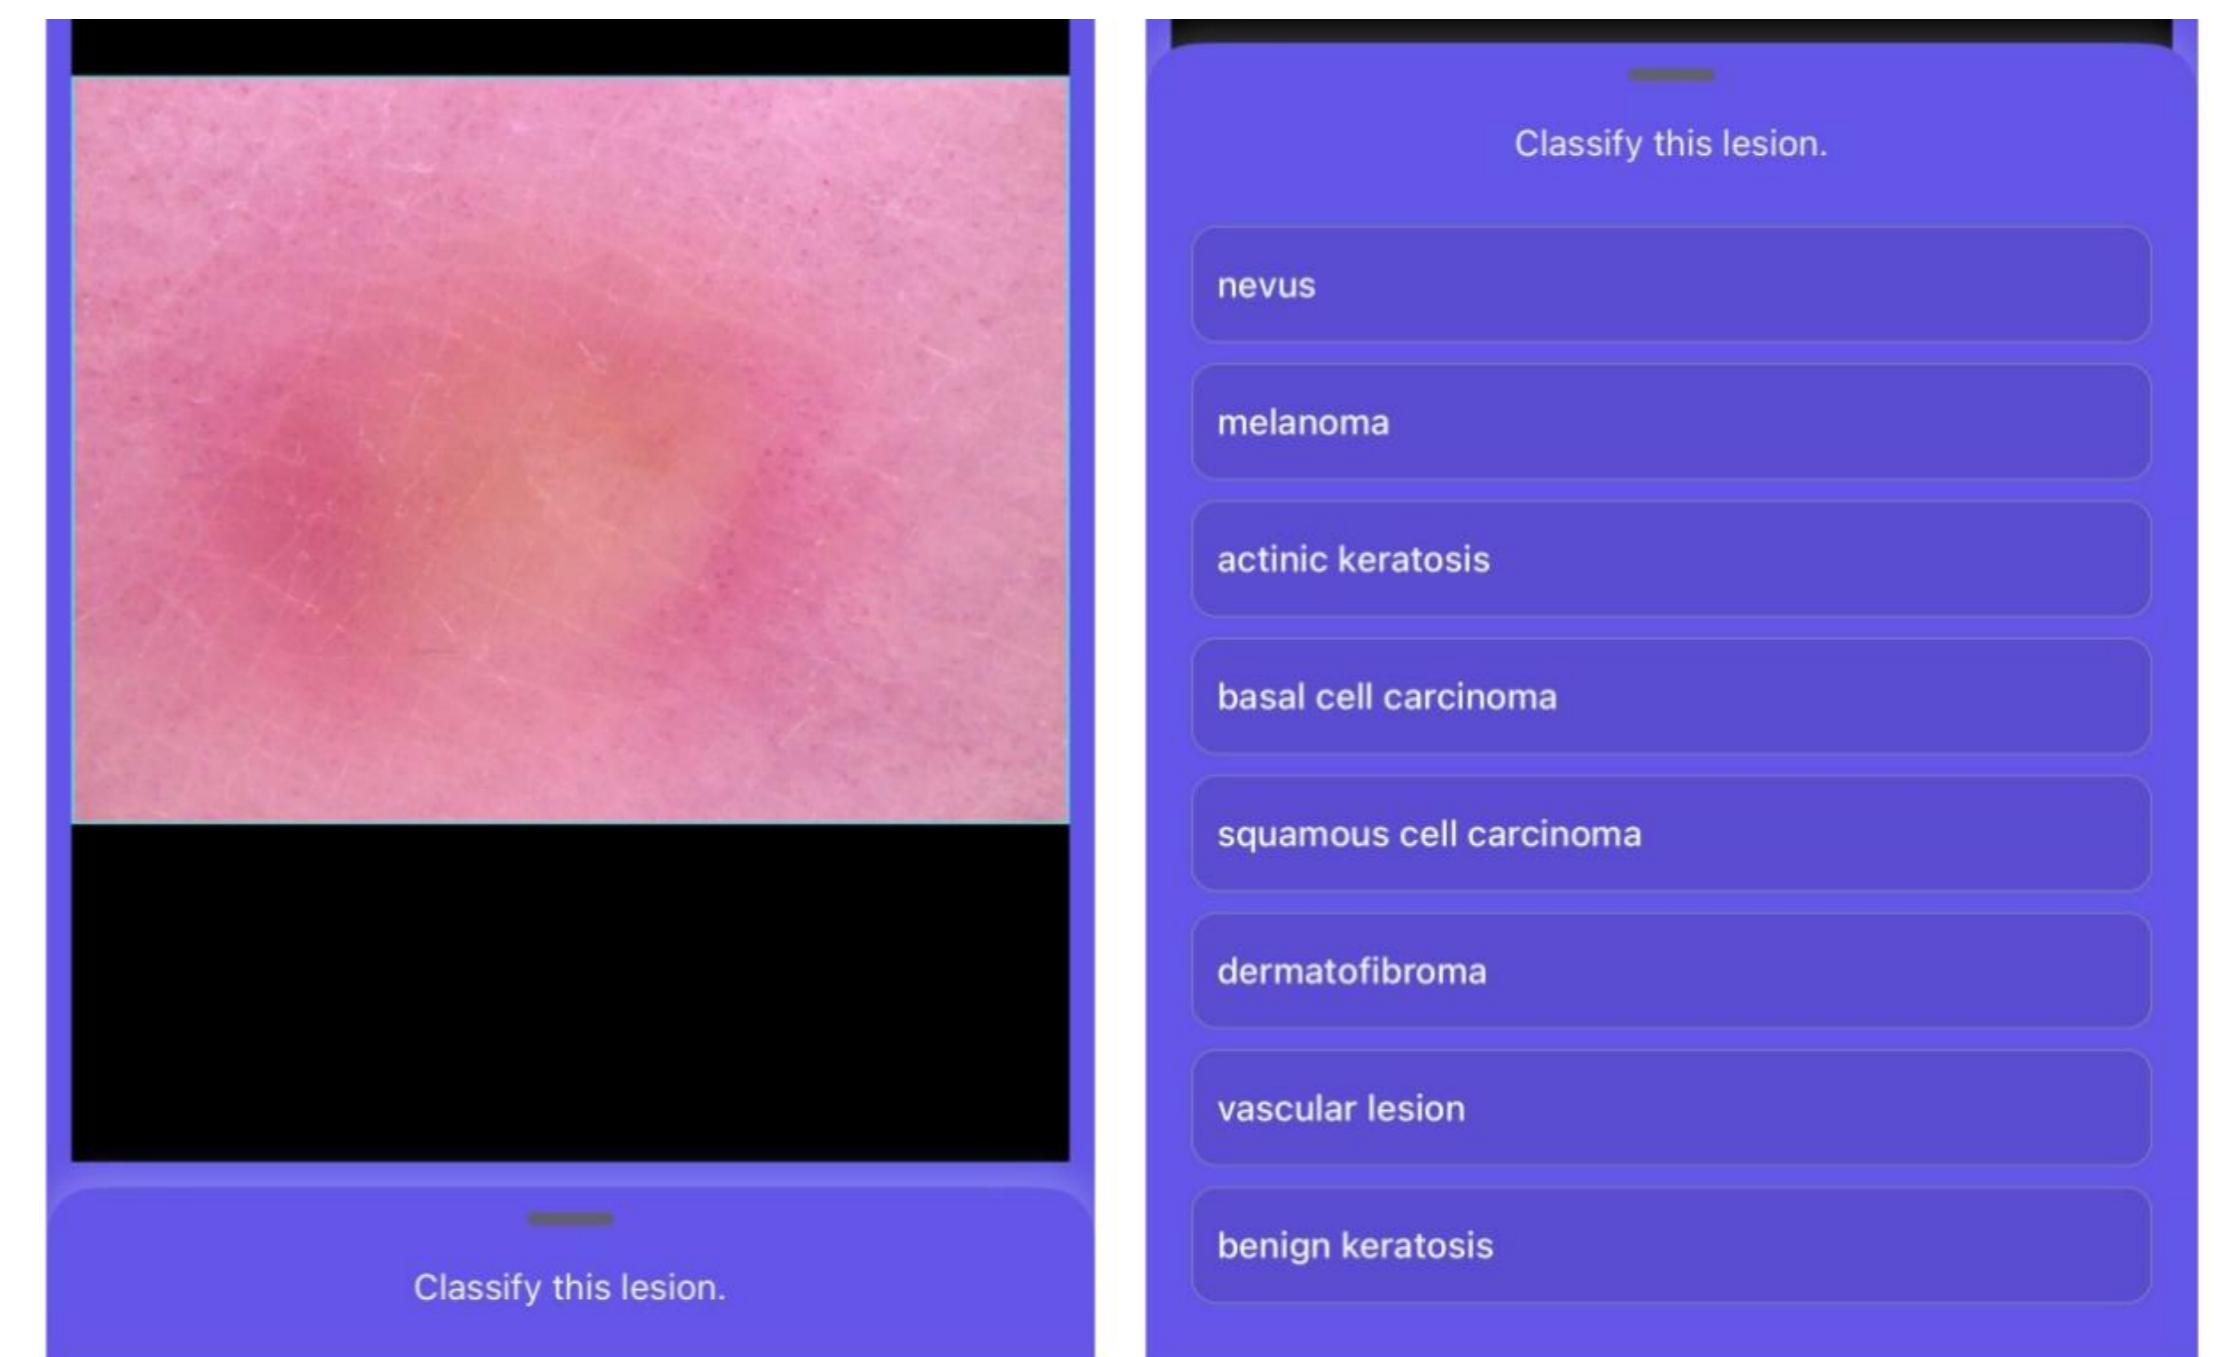 Classify this lesion.
Classify this lesion.
nevus
melanoma
actinic keratosis
basal cell carcinoma
squamous cell carcinoma
dermatofibroma
vascular lesion
benign keratosis